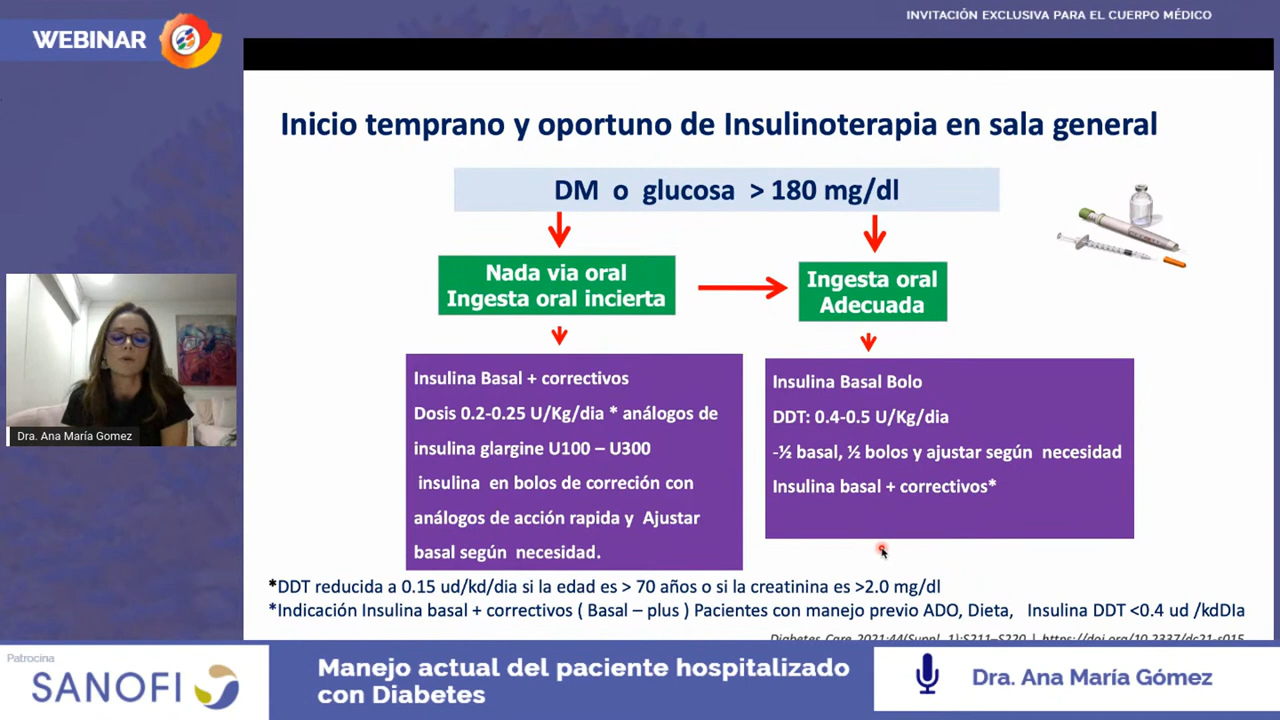 INVITACIÓN EXCLUSIVA PARA EL CUERPO MÉDICO
WEBINAR
Inicio temprano y oportuno de Insulinoterapia en sala general
DM o glucosa > 180 mg/dl
Nada via oral
Ingesta oral incierta
Ingesta oral
Adecuada
Insulina Basal + correctivos
Dosis 0.2-0.25 U/Kg/dia * análogos de
insulina glargine U100 – U300
insulina en bolos de correción con
análogos de acción rapida y Ajustar
basal según necesidad.
Insulina Basal Bolo
DDT: 0.4-0.5 U/Kg/dia
-½ basal, ½ bolos y ajustar según necesidad
Insulina basal + correctivos*
*DDT reducida a 0.15 ud/kd/dia si la edad es > 70 años o si la creatinina es >2.0 mg/dl
*Indicación Insulina basal + correctivos ( Basal – plus ) Pacientes con manejo previo ADO, Dieta, Insulina DDT <0.4 ud /kdDIa
Diabetes Care 2021;44(Suppl. 1):S211–S220 | https://doi.org/10.2337/dc21-s015
Dra. Ana María Gomez
Patrocina
SANOFI
Manejo actual del paciente hospitalizado
con Diabetes
Dra. Ana María Gómez